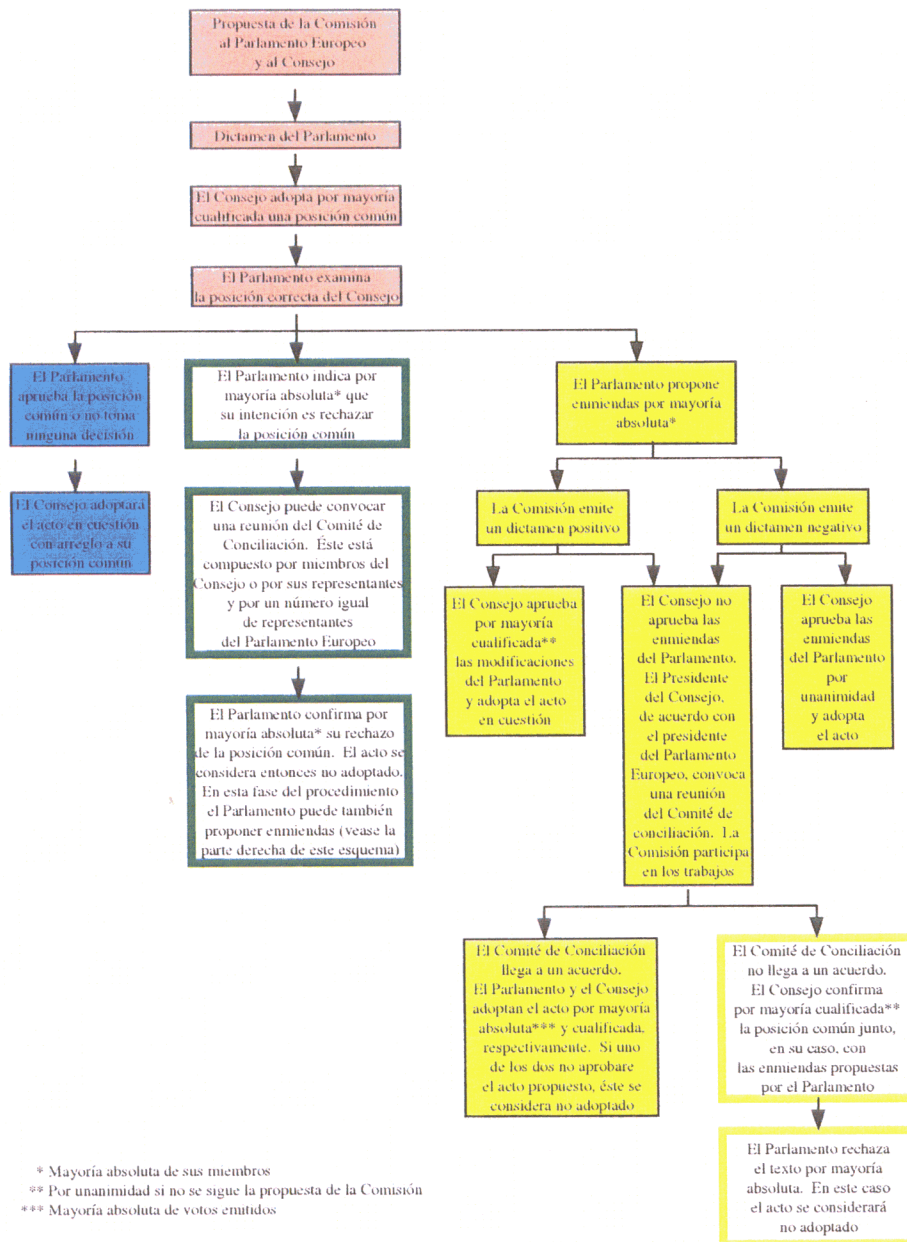 Propuesta de la Comisión
al Parlamento Europeo
y al Consejo
Dictamen del Parlamento
El Consejo adopta por mayoría
cualificada una posición común
El Parlamento examina
la posición correcta del Consejo
El Parlamento
aprueba la posición
común o no toma
ninguna decisión
El Consejo adoptará
el acto en cuestión
con arreglo a su
posición común
El Parlamento indica por
mayoría absoluta* que
su intención es rechazar
la posición común
El Consejo puede convocar
una reunión del Comité de
Conciliación. Éste está
compuesto por miembros del
Consejo o por sus representantes
y por un número igual
de representantes
del Parlamento Europeo
El Parlamento confirma por
mayoría absoluta* su rechazo
de la posición común. El acto se
considera entonces no adoptado.
En esta fase del procedimiento
el Parlamento puede también
proponer enmiendas (vease la
parte derecha de este esquema)
El Parlamento propone
enmiendas por mayoría
absoluta*
La Comisión emite
un dictamen positivo
La Comisión emite
un dictamen negativo
El Consejo aprueba
por mayoría
cualificada**
las modificaciones
del Parlamento
y adopta el acto
en cuestión
El Consejo no
aprueba las
enmiendas
del Parlamento.
El Presidente
del Consejo,
de acuerdo con
el presidente
del Parlamento
Europeo, convoca
una reunión
del Comité de
conciliación. La
Comisión participa
en los trabajos
El Consejo
aprueba las
enmiendas
del Parlamento
por
unanimidad
y adopta
el acto
El Comité de Conciliación
llega a un acuerdo.
El Parlamento y el Consejo
adoptan el acto por mayoría
absoluta*** y cualificada,
respectivamente. Si uno
de los dos no aprobare
el acto propuesto, éste se
considera no adoptado
El Comité de Conciliación
no llega a un acuerdo.
El Consejo confirma
por mayoría cualificada**
la posición común junto,
en su caso, con
las enmiendas propuestas
por el Parlamento
El Parlamento rechaza
el texto por mayoría
absoluta. En este caso
el acto se considerará
no adoptado
* Mayoría absoluta de sus miembros
** Por unanimidad si no se sigue la propuesta de la Comisión
*** Mayoría absoluta de votos emitidos